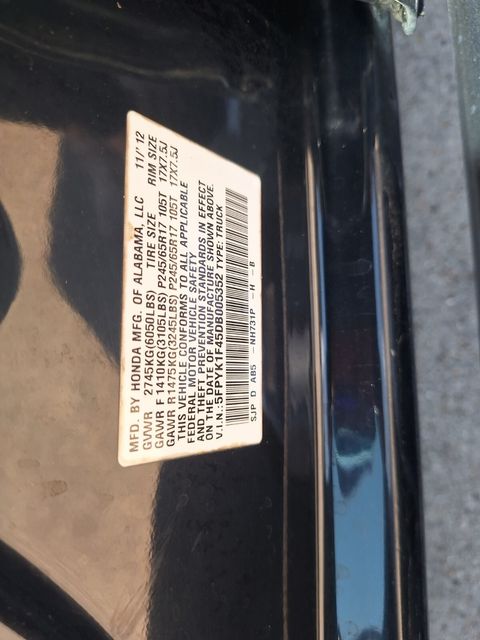 MFD. BY HONDA MFG. OF ALABAMA, LLC 11/'12
GVWR 2745KG(6050LBS) TIRE SIZE RIM SIZE
GAWR F 1410KG(3105LBS) P245/65R17 105T 17X7.5J
GAWR R1475KG(3245LBS) P245/65R17 105T 17X7.5J
THIS VEHICLE CONFORMS TO ALL APPLICABLE
FEDERAL MOTOR VEHICLE SAFETY
AND THEFT PREVENTION STANDARDS IN EFFECT
ON THE DATE OF MANUFACTURE SHOWN ABOVE.
V.I.N.: 5FPYK1F45DB005352 TYPE: TRUCK
SJP D AB5 -NH731P -H -B